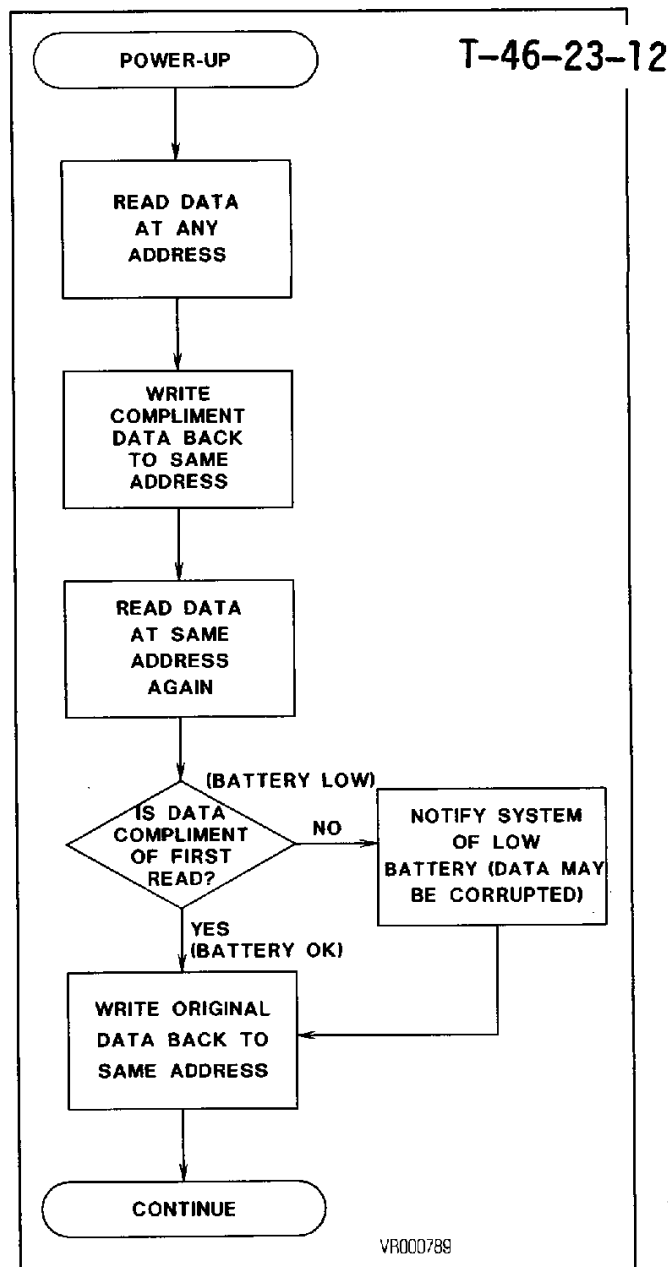 T-46-23-12
POWER-UP
READ DATA
AT ANY
ADDRESS
WRITE
COMPLIMENT
DATA BACK
TO SAME
ADDRESS
READ DATA
AT SAME
ADDRESS
AGAIN
(BATTERY LOW)
IS DATA
COMPLIMENT
OF FIRST
READ?
NO
NOTIFY SYSTEM
OF LOW
BATTERY (DATA MAY
BE CORRUPTED)
YES
(BATTERY OK)
WRITE ORIGINAL
DATA BACK TO
SAME ADDRESS
CONTINUE
VR000789